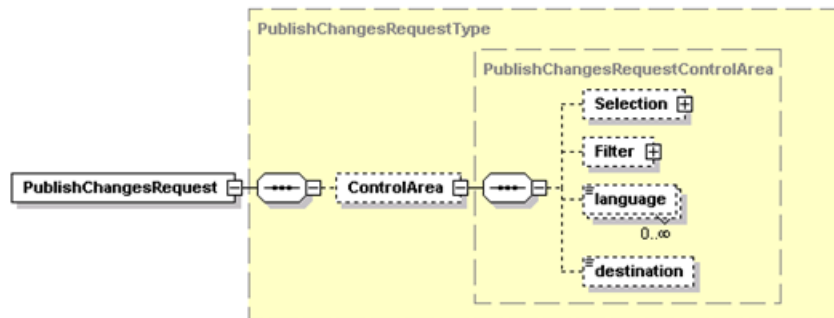 PublishChangesRequestType
PublishChangesRequestControlArea
Selection
Filter
PublishChangesRequest
ControlArea
language
0..∞
destination